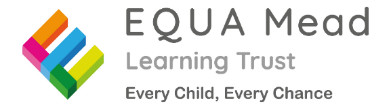 EQUA Mead
Learning Trust
Every Child, Every Chance